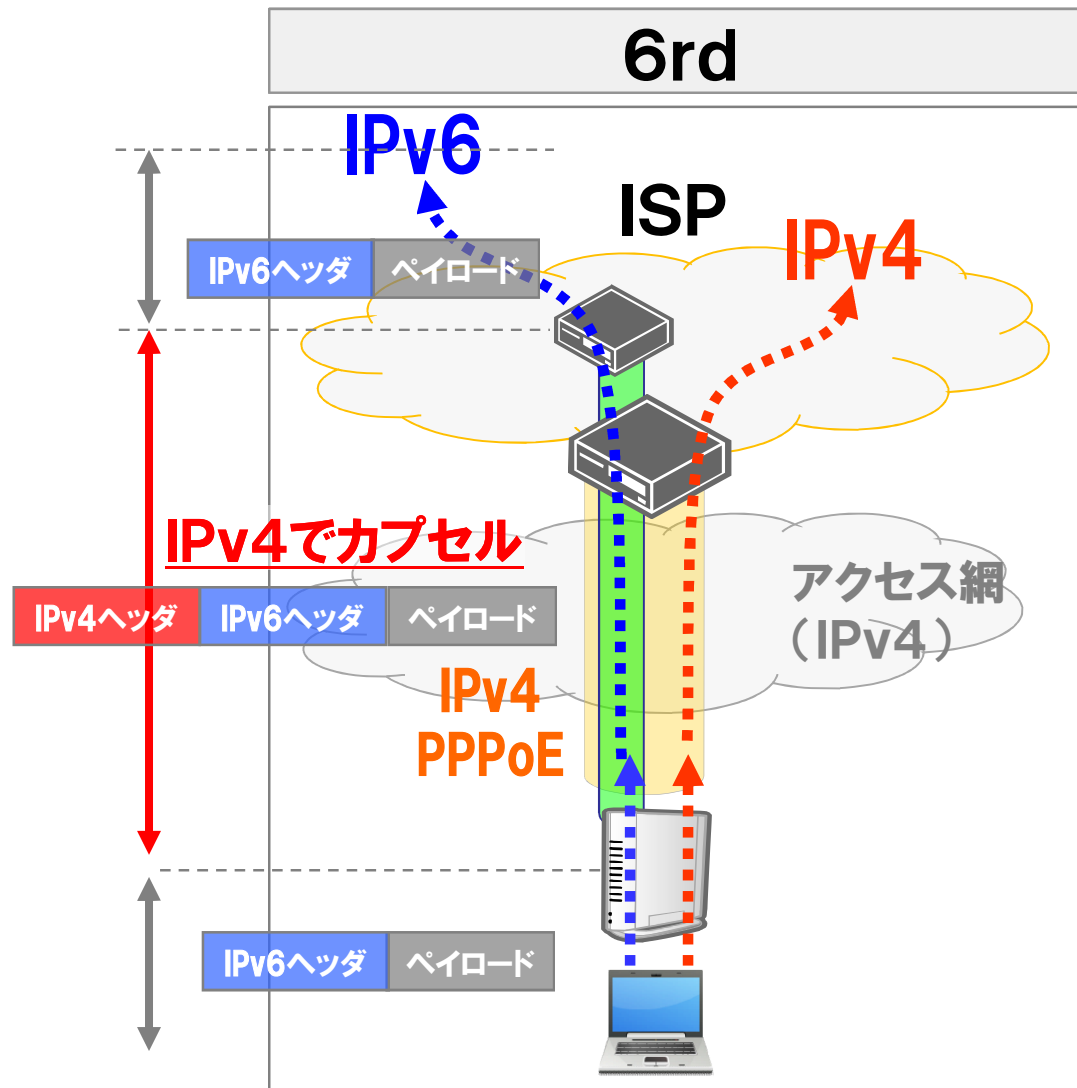 6rd
IPv6
ISP
IPv4
IPv6ヘッダ ペイロード
IPv4でカプセル
アクセス網
(IPv4)
IPv4ヘッダ IPv6ヘッダ ペイロード
IPv4
PPPoE
IPv6ヘッダ ペイロード